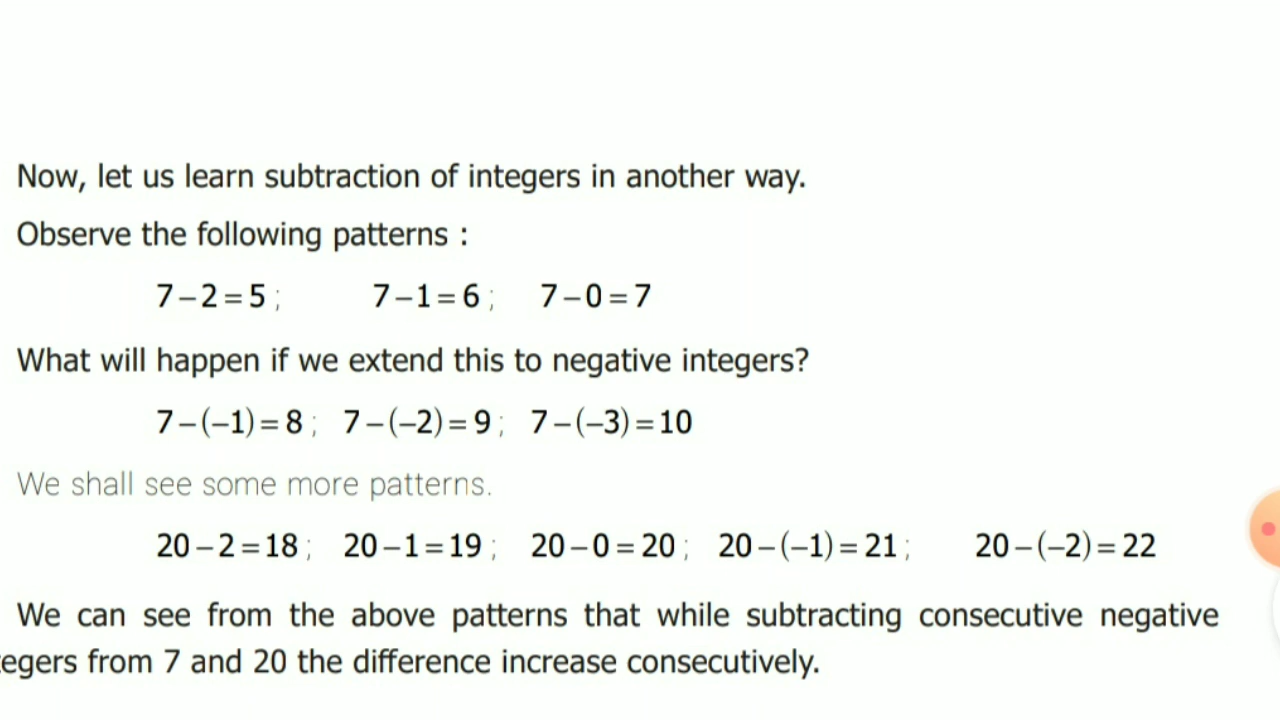 Now, let us learn subtraction of integers in another way.
Observe the following patterns :
7 – 2 = 5 ; 7 – 1 = 6 ; 7 – 0 = 7
What will happen if we extend this to negative integers?
7 – (–1) = 8 ; 7 – (–2) = 9 ; 7 – (–3) = 10
We shall see some more patterns.
20 – 2 = 18 ; 20 – 1 = 19 ; 20 – 0 = 20 ; 20 – (–1) = 21 ; 20 – (–2) = 22
We can see from the above patterns that while subtracting consecutive negative
egers from 7 and 20 the difference increase consecutively.